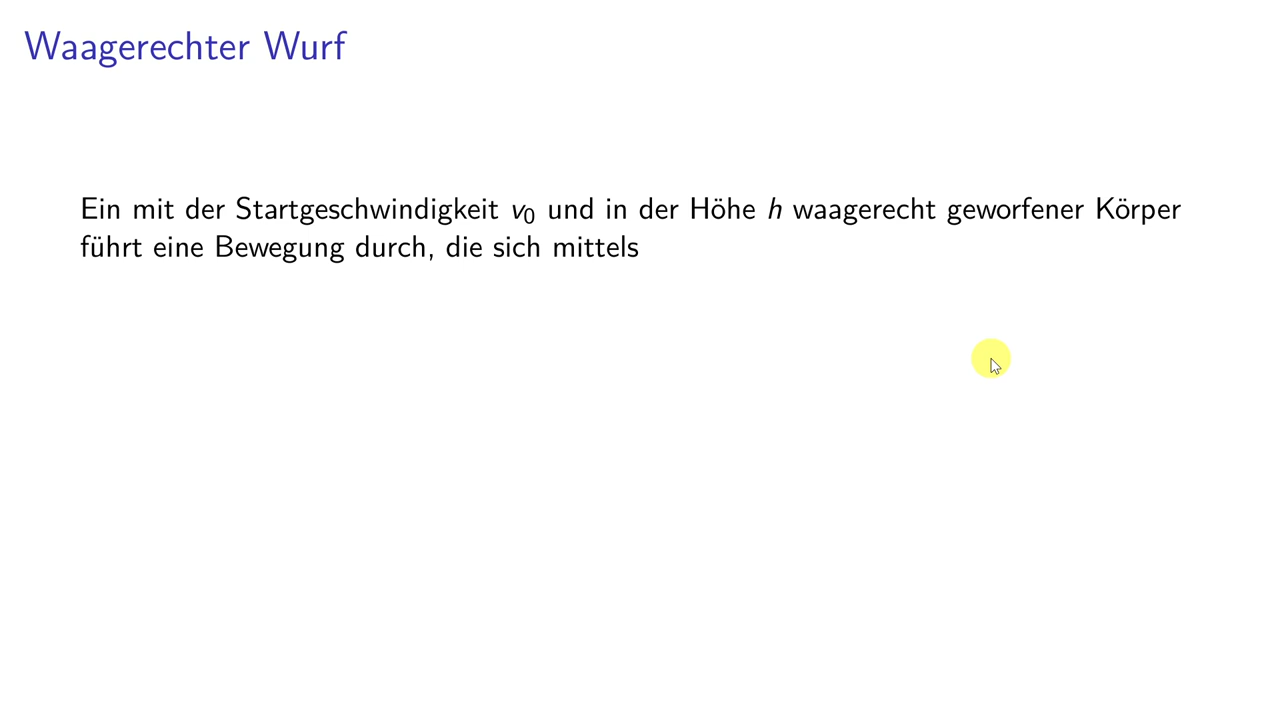 Waagerechter Wurf
Ein mit der Startgeschwindigkeit v₀ und in der Höhe h waagerecht geworfener Körper
führt eine Bewegung durch, die sich mittels